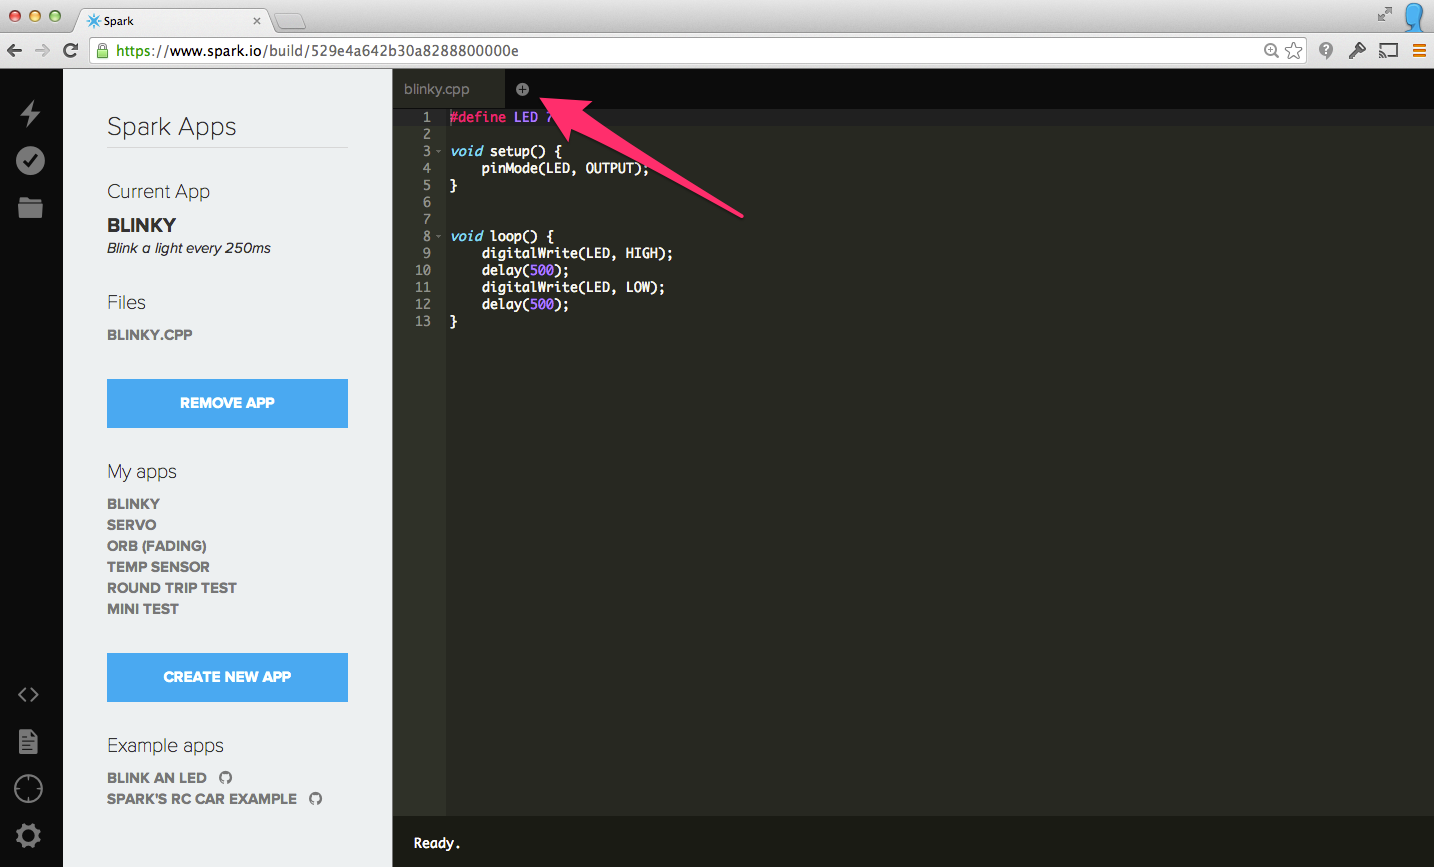 Spark
https://www.spark.io/build/529e4a642b30a8288800000e
Spark Apps
Current App
BLINKY
Blink a light every 250ms
Files
BLINKY.CPP
REMOVE APP
My apps
BLINKY
SERVO
ORB (FADING)
TEMP SENSOR
ROUND TRIP TEST
MINI TEST
CREATE NEW APP
Example apps
BLINK AN LED
SPARK'S RC CAR EXAMPLE
blinky.cpp
1 #define LED
2
3 void setup() {
4 pinMode(LED, OUTPUT);
5 }
6
7
8 void loop() {
9 digitalWrite(LED, HIGH);
10 delay(500);
11 digitalWrite(LED, LOW);
12 delay(500);
13 }
Ready.